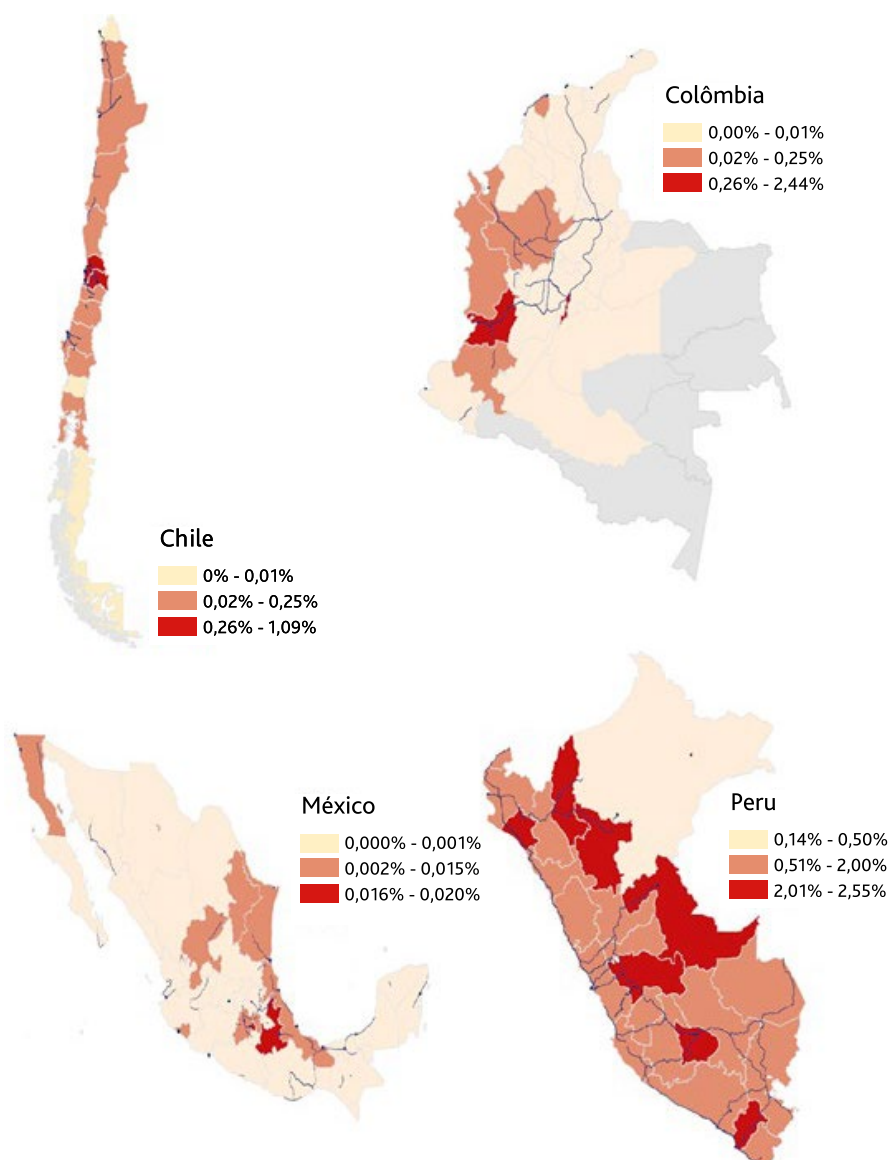 Colômbia
0,00% - 0,01%
0,02% - 0,25%
0,26% - 2,44%
Chile
0% - 0,01%
0,02% - 0,25%
0,26% - 1,09%
México
0,000% - 0,001%
0,002% - 0,015%
0,016% - 0,020%
Peru
0,14% - 0,50%
0,51% - 2,00%
2,01% - 2,55%